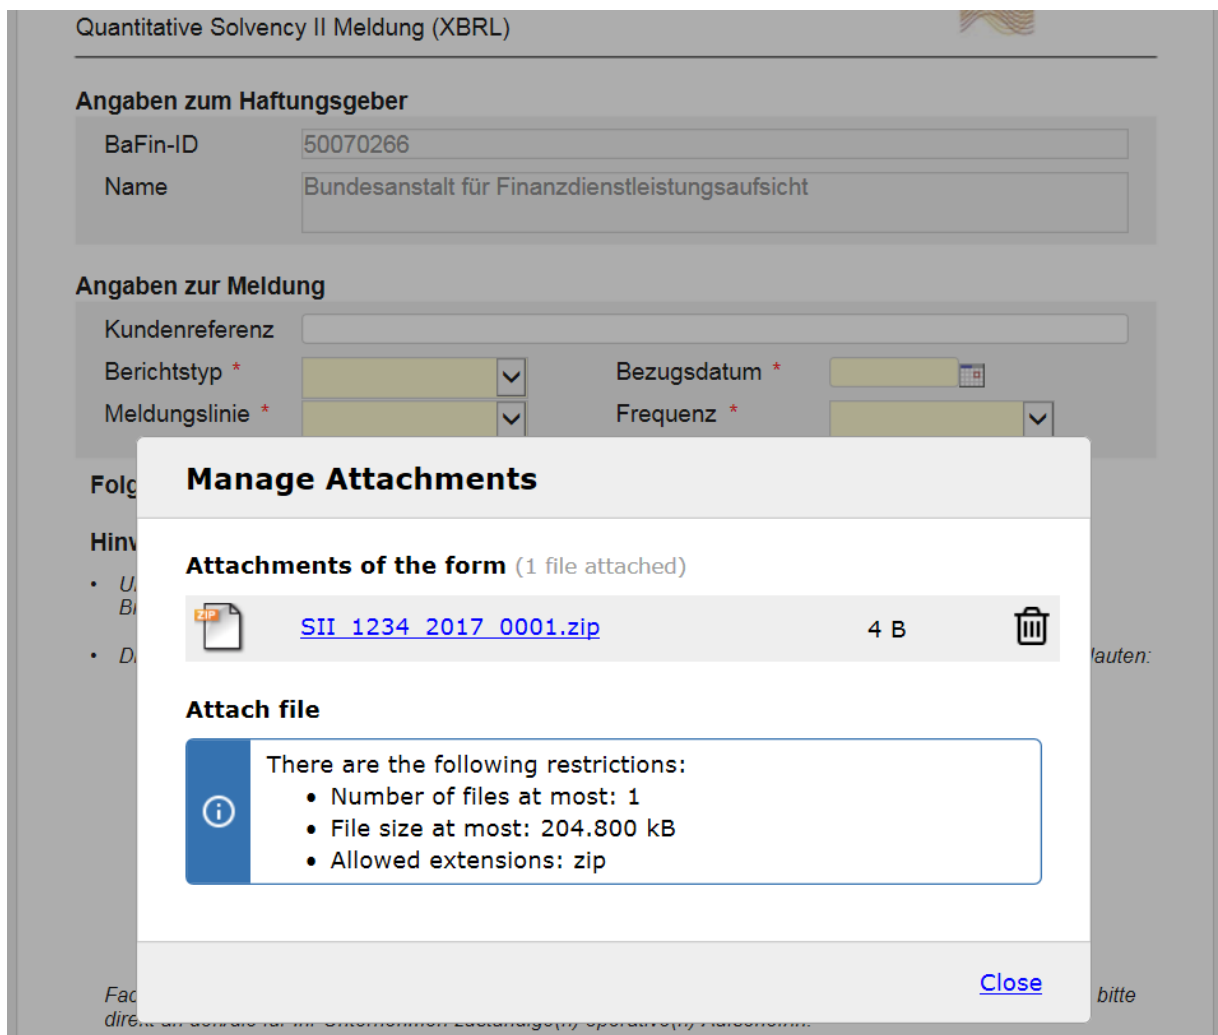 Quantitative Solvency II Meldung (XBRL)
Angaben zum Haftungsgeber
BaFin-ID 50070266
Name Bundesanstalt für Finanzdienstleistungsaufsicht
Angaben zur Meldung
Kundenreferenz
Berichtstyp * Bezugsdatum *
Meldungslinie * Frequenz *
Manage Attachments
Attachments of the form (1 file attached)
ZIP SII_1234_2017_0001.zip 4 B
lauten:
Attach file
There are the following restrictions:
• Number of files at most: 1
• File size at most: 204.800 kB
• Allowed extensions: zip
Close
bitte